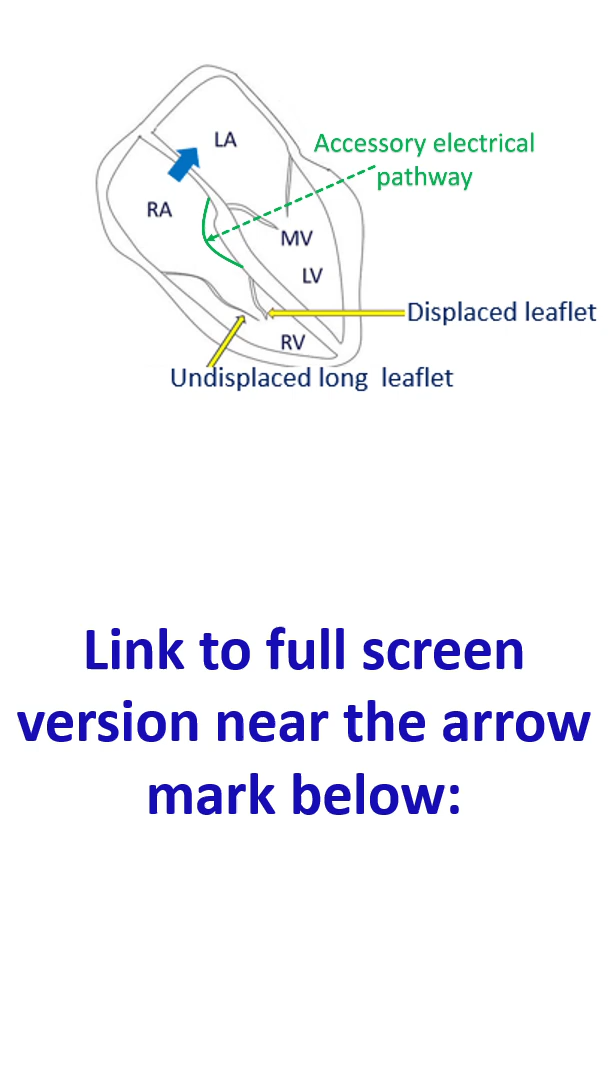 LA
Accessory electrical
pathway
RA
MV
LV
Displaced leaflet
RV
Undisplaced long leaflet
Link to full screen
version near the arrow
mark below: